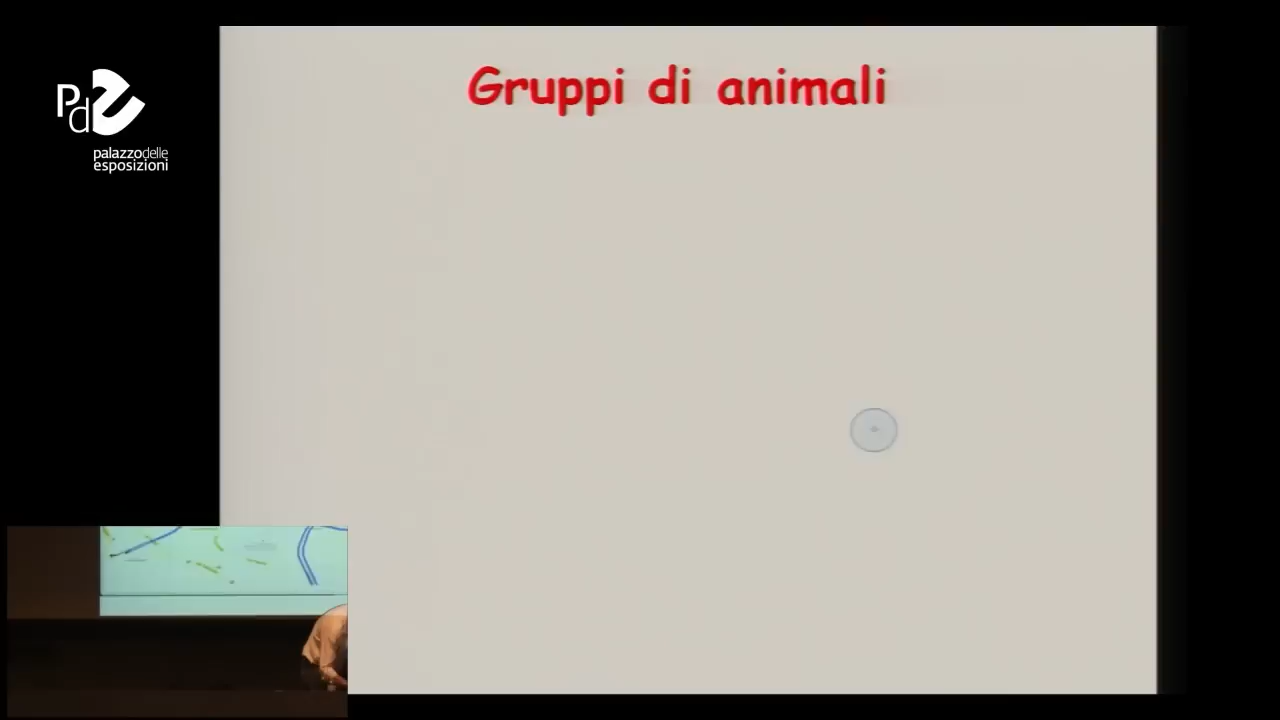 Gruppi di animali
Pd
palazzodelle
esposizioni